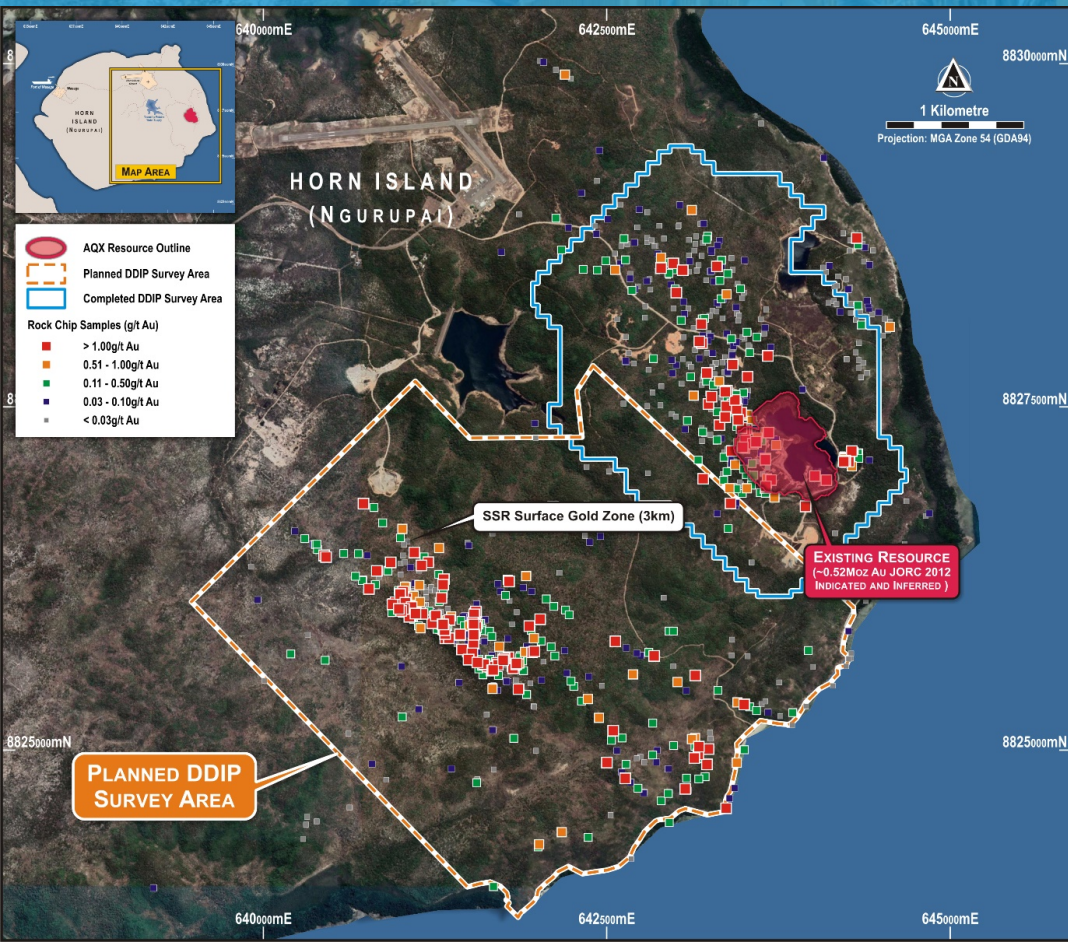 640000mE
642500mE
645000mE
8830000mN
N
1 Kilometre
Projection: MGA Zone 54 (GDA94)
HORN
ISLAND
(NGURUPAI)
MAP AREA
HORN ISLAND
(NGURUPAI)
AQX Resource Outline
Planned DDIP Survey Area
Completed DDIP Survey Area
Rock Chip Samples (g/t Au)
> 1.00g/t Au
0.51 - 1.00g/t Au
0.11 - 0.50g/t Au
0.03 - 0.10g/t Au
< 0.03g/t Au
8827500mN
SSR Surface Gold Zone (3km)
EXISTING RESOURCE
(~0.52MOZ AU JORC 2012
INDICATED AND INFERRED )
8825000mN
8825000mN
PLANNED DDIP
SURVEY AREA
640000mE
642500mE
645000mE